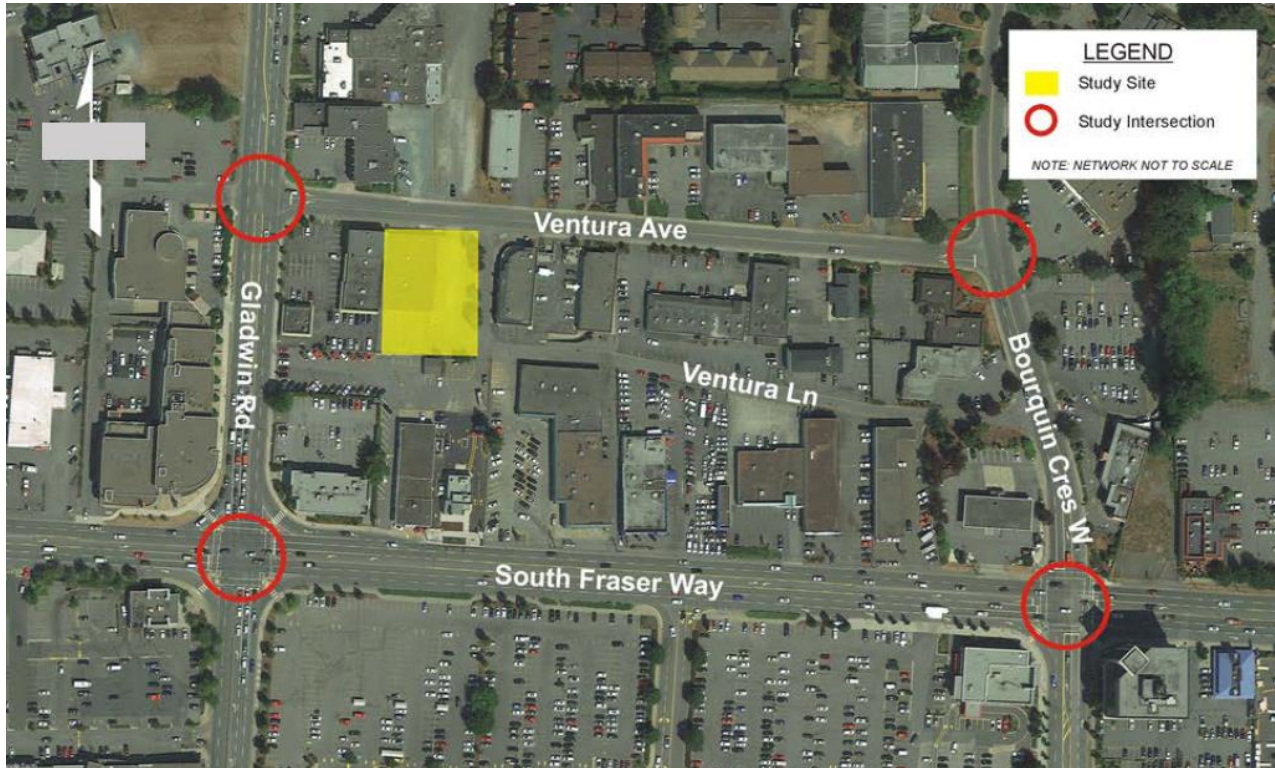 LEGEND
Study Site
Study Intersection
NOTE: NETWORK NOT TO SCALE
Ventura Ave
Gladwin Rd
Ventura Ln
Bourquin Cres W
South Fraser Way